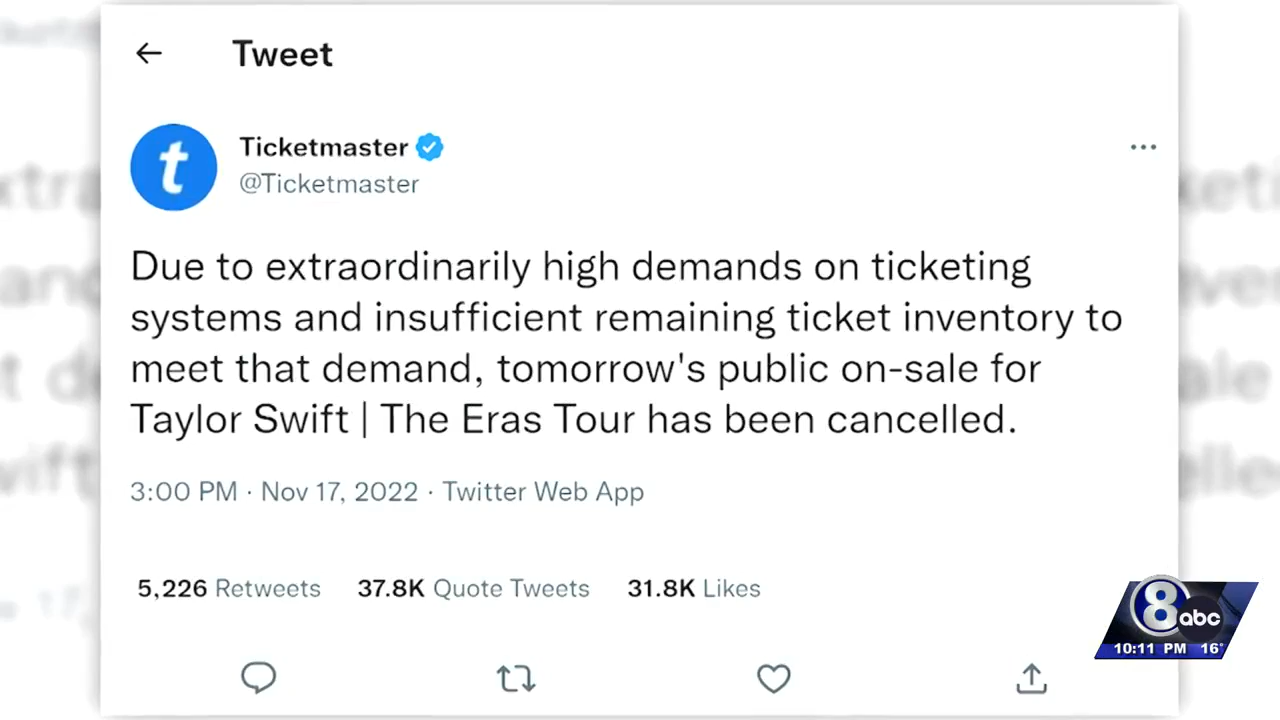 Tweet
Ticketmaster
@Ticketmaster
Due to extraordinarily high demands on ticketing
systems and insufficient remaining ticket inventory to
meet that demand, tomorrow's public on-sale for
Taylor Swift | The Eras Tour has been cancelled.
3:00 PM · Nov 17, 2022 · Twitter Web App
5,226 Retweets 37.8K Quote Tweets 31.8K Likes
8 abc
10:11 PM 16°